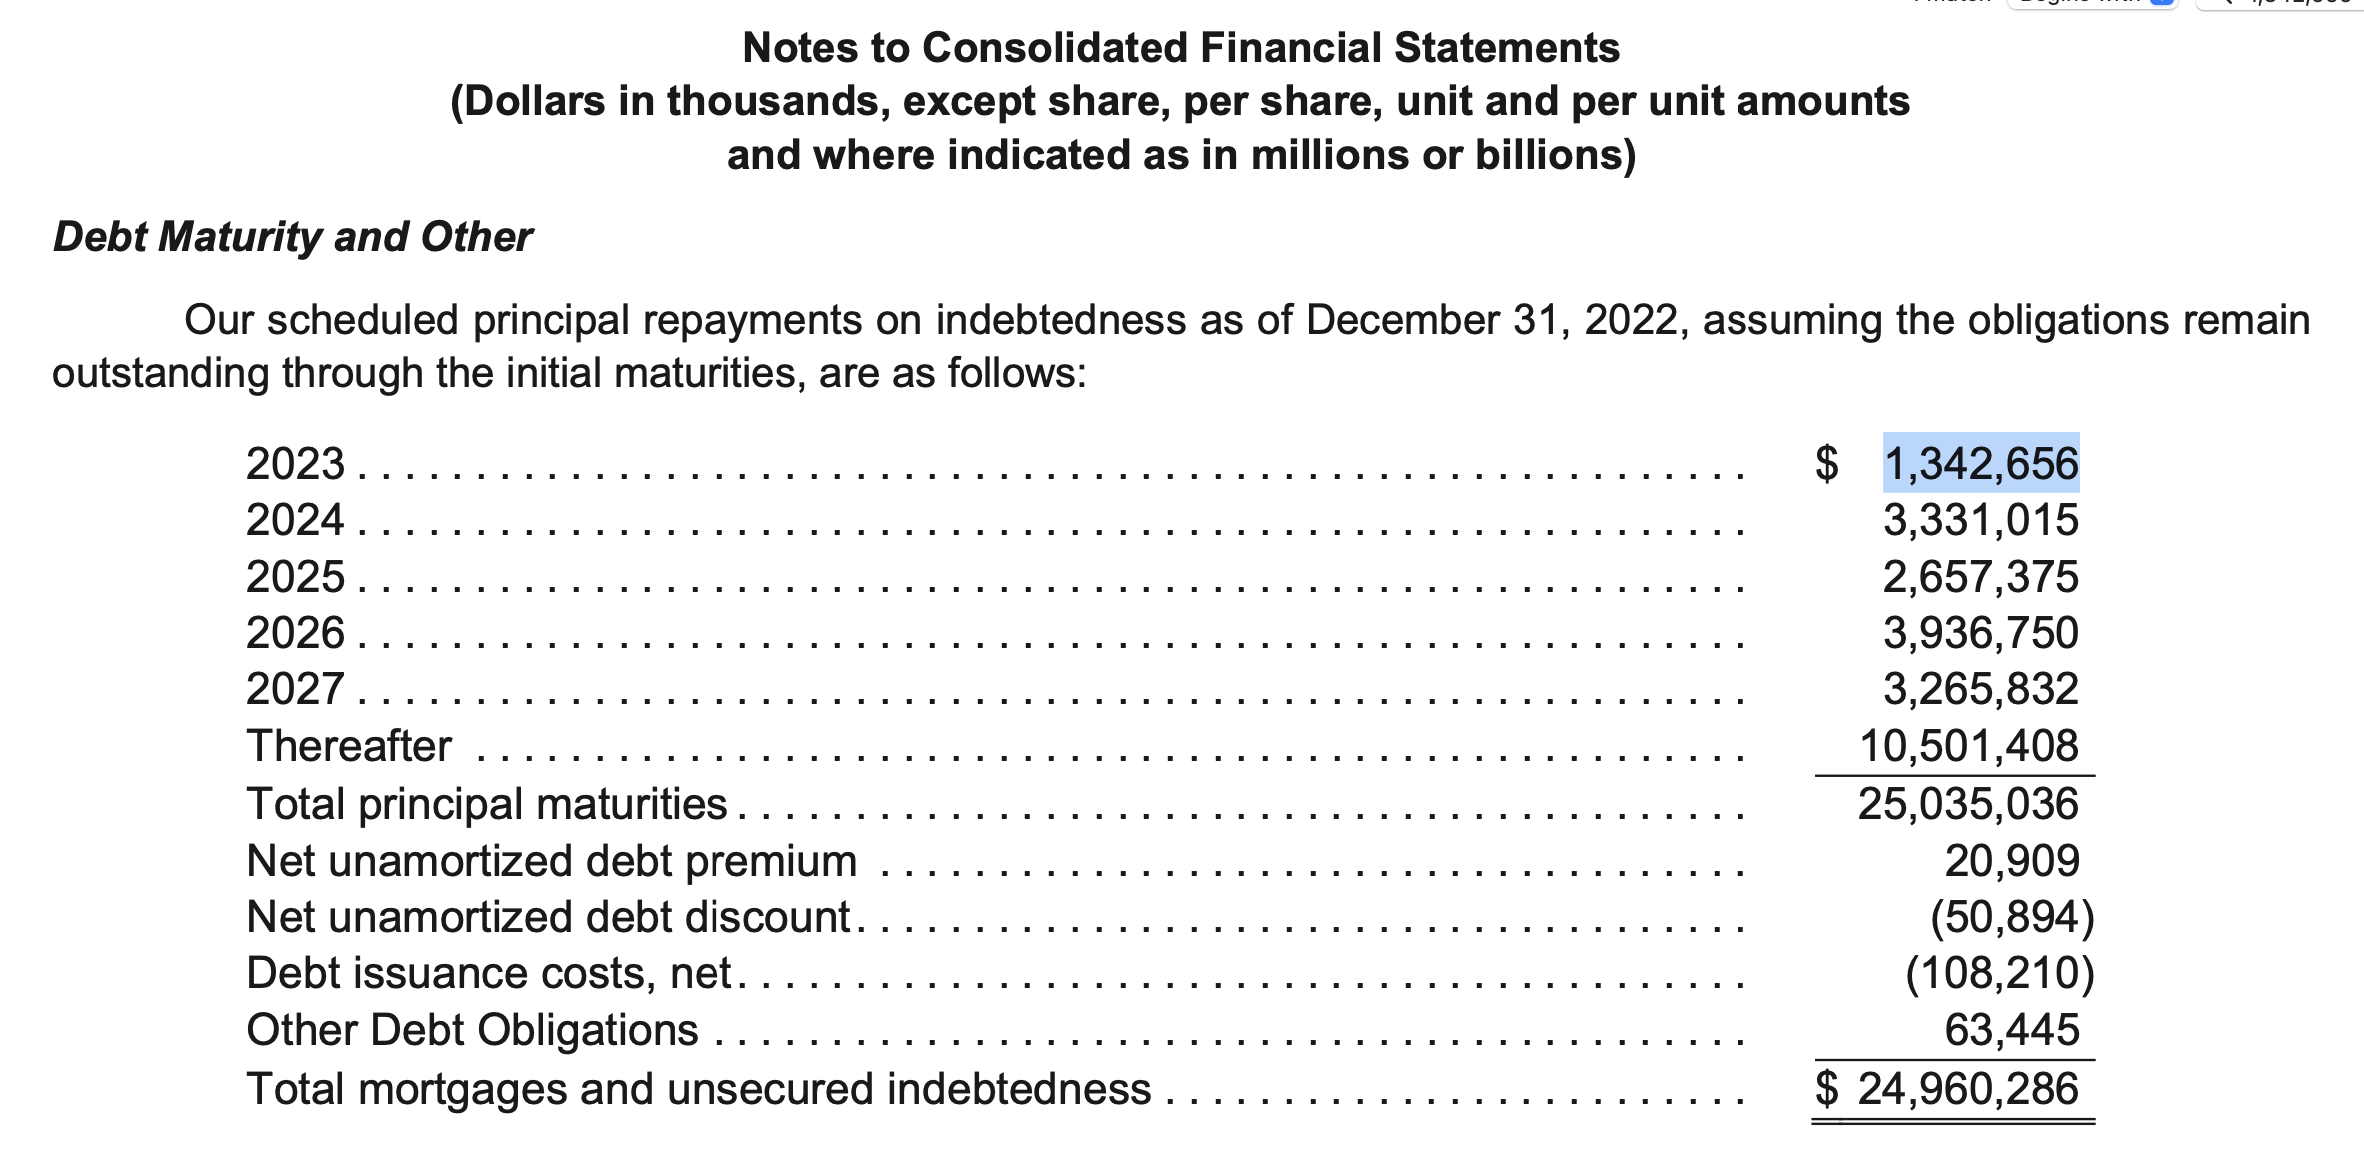 Notes to Consolidated Financial Statements
(Dollars in thousands, except share, per share, unit and per unit amounts
and where indicated as in millions or billions)
Debt Maturity and Other
Our scheduled principal repayments on indebtedness as of December 31, 2022, assuming the obligations remain
outstanding through the initial maturities, are as follows:
2023 $ 1,342,656
2024 3,331,015
2025 2,657,375
2026 3,936,750
2027 3,265,832
Thereafter 10,501,408
Total principal maturities 25,035,036
Net unamortized debt premium 20,909
Net unamortized debt discount (50,894)
Debt issuance costs, net (108,210)
Other Debt Obligations 63,445
Total mortgages and unsecured indebtedness $ 24,960,286